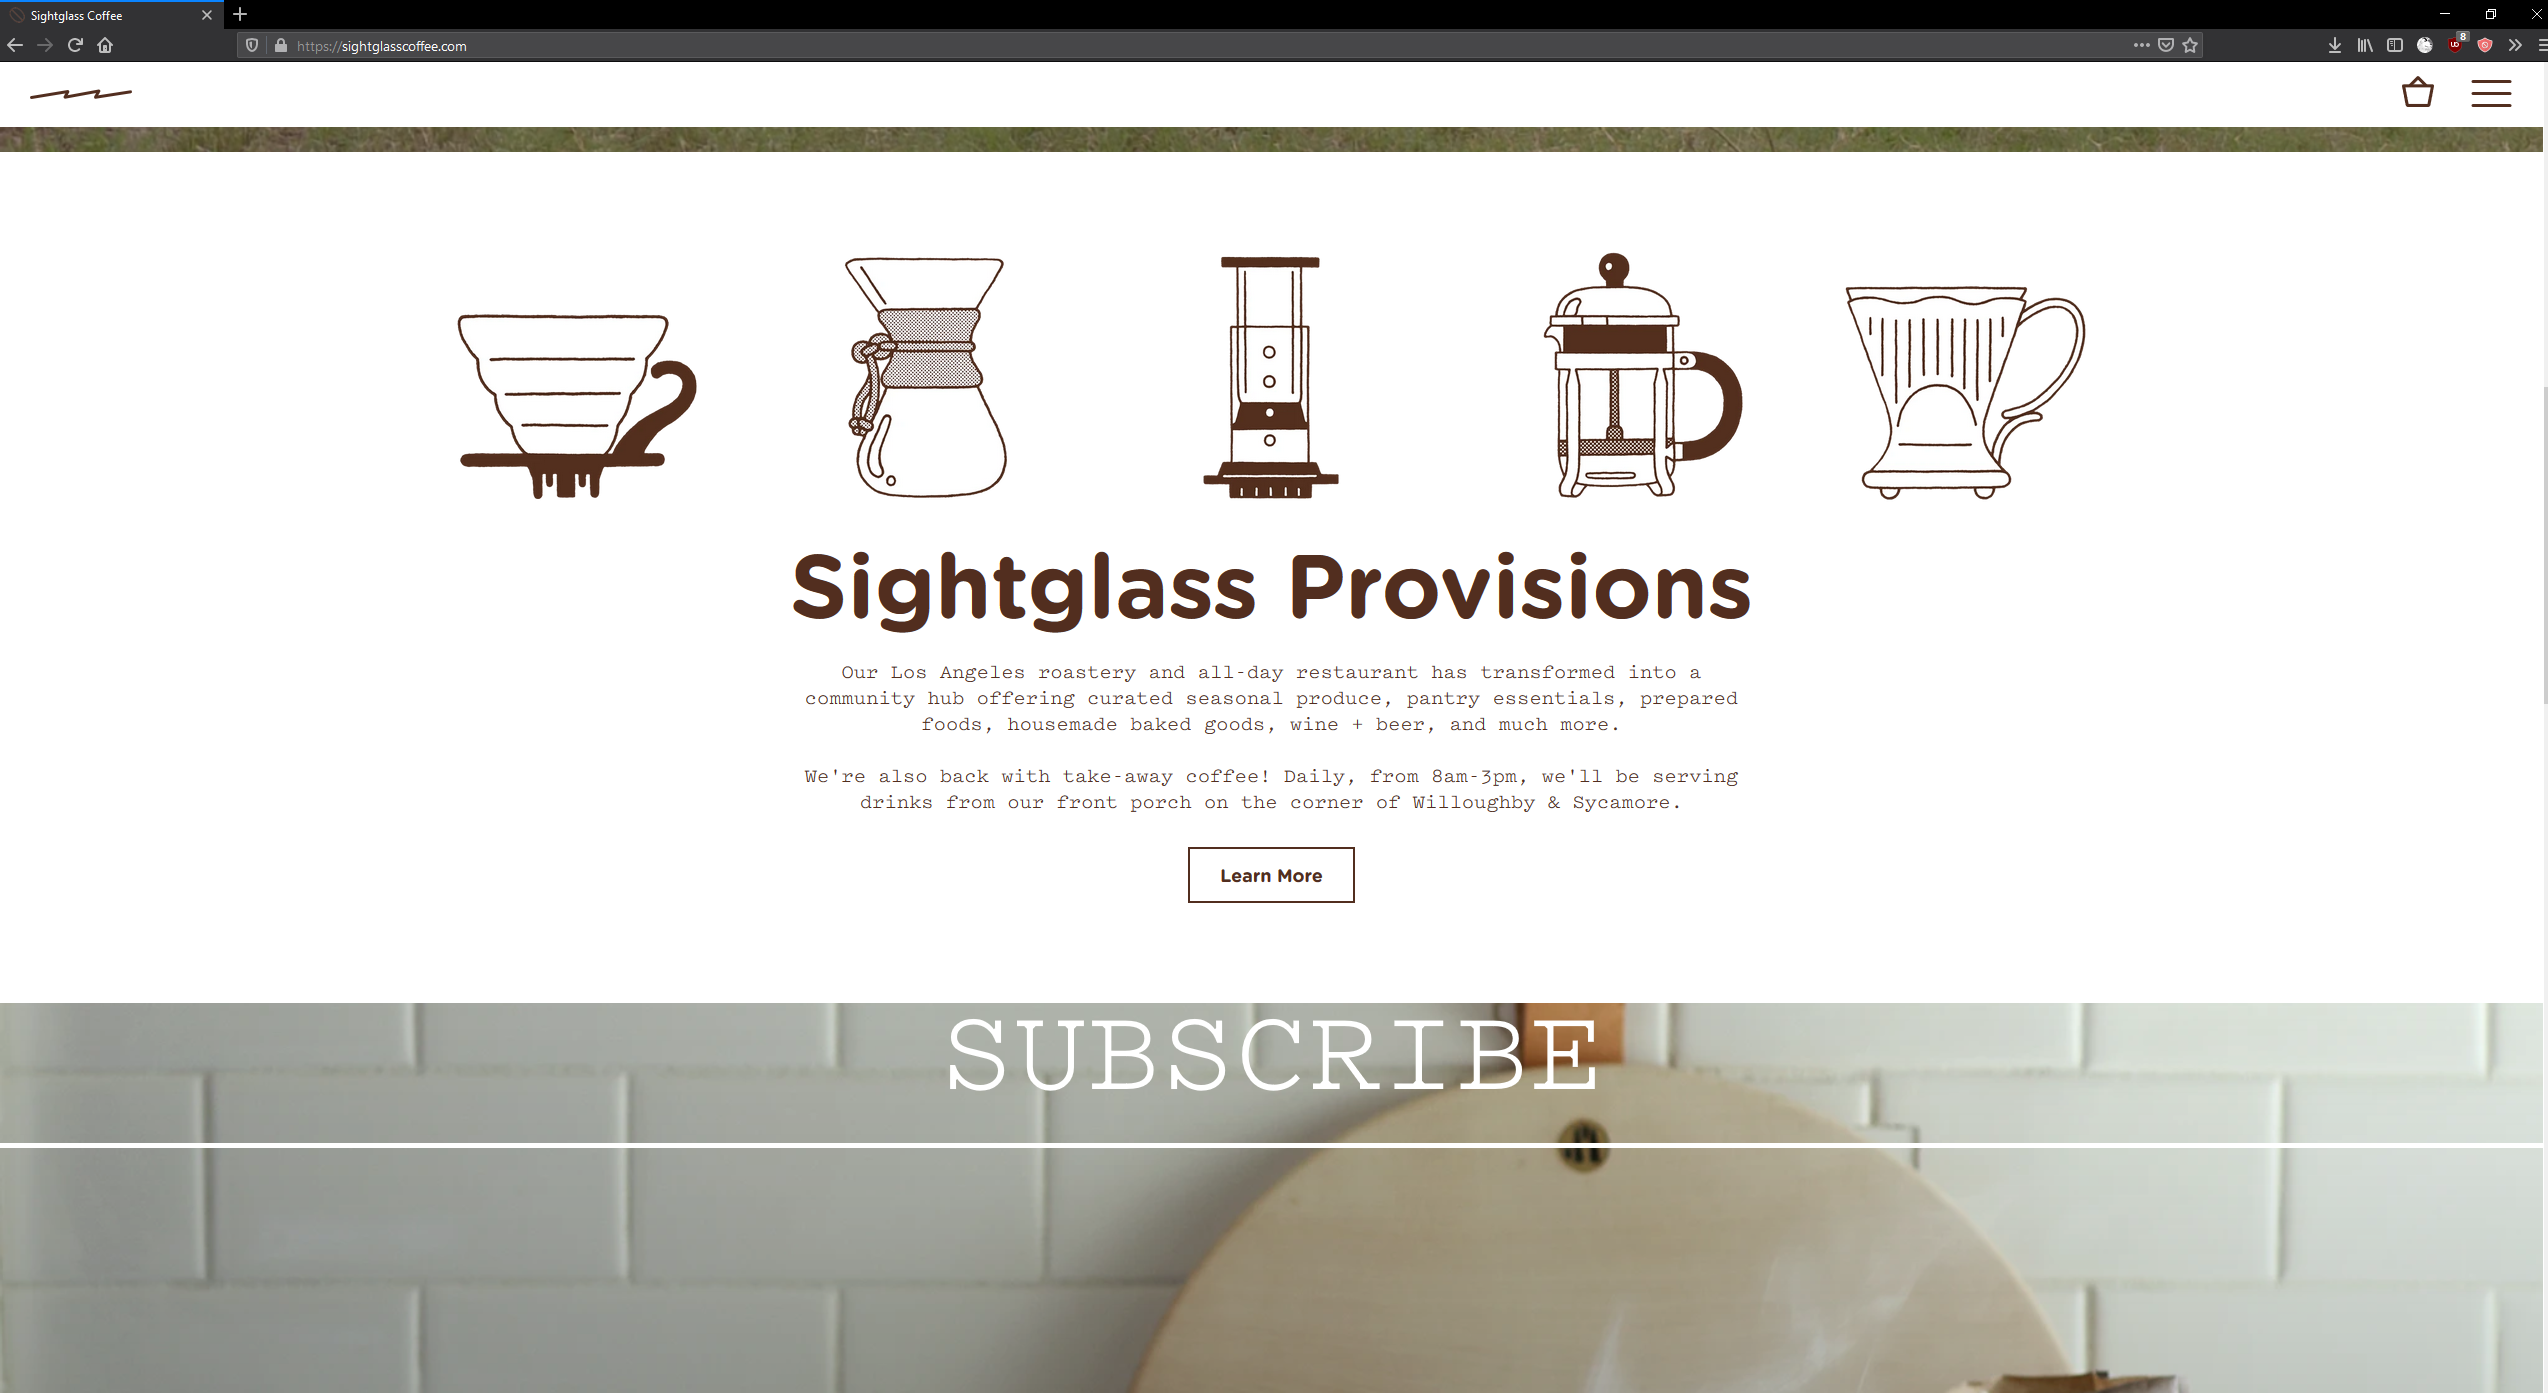 Sightglass Coffee
https://sightglasscoffee.com
8
Sightglass Provisions
Our Los Angeles roastery and all-day restaurant has transformed into a
community hub offering curated seasonal produce, pantry essentials, prepared
foods, housemade baked goods, wine + beer, and much more.
We're also back with take-away coffee! Daily, from 8am-3pm, we'll be serving
drinks from our front porch on the corner of Willoughby & Sycamore.
Learn More
SUBSCRIBE